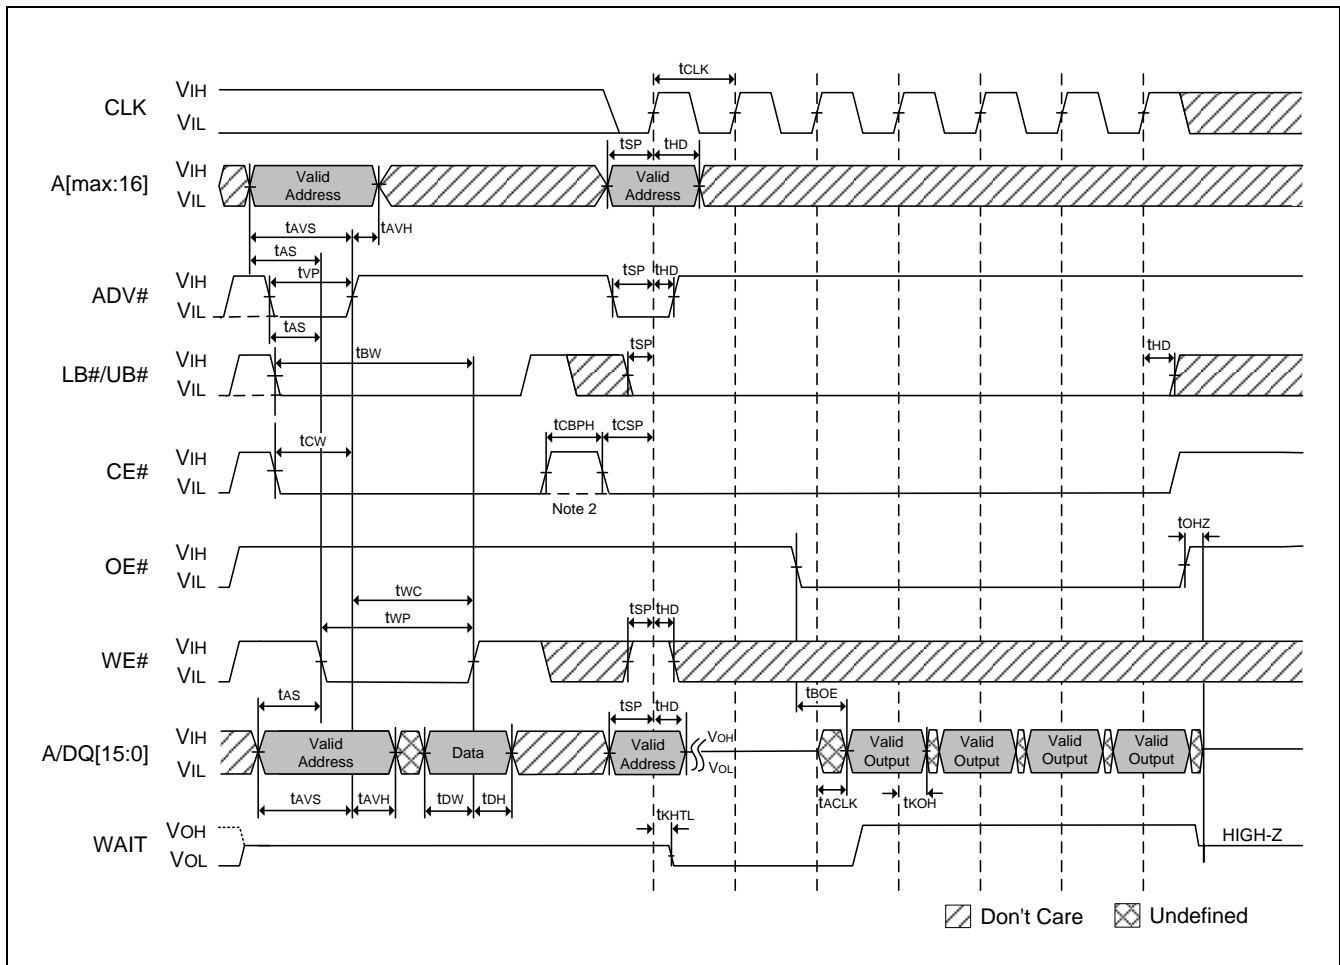 tCLK
CLK
VIH
VIL
tSP
tHD
A[max:16]
VIH
VIL
Valid
Address
Valid
Address
tAVS
tAVH
tAS
tVP
tSP
tHD
ADV#
VIH
VIL
tAS
tBW
tSP
tHD
LB#/UB#
VIH
VIL
tCBPH
tCSP
tCW
CE#
VIH
VIL
Note 2
tOHZ
OE#
VIH
VIL
tWC
tWP
tSP
tHD
WE#
VIH
VIL
tAS
tSP
tHD
tBOE
A/DQ[15:0]
VIH
VIL
Valid
Address
Data
Valid
Address
VOH
VOL
Valid
Output
Valid
Output
Valid
Output
Valid
Output
tAVS
tAVH
tDW
tDH
tACLK
tKOH
tKHTL
WAIT
VOH
VOL
HIGH-Z
Don't Care
Undefined